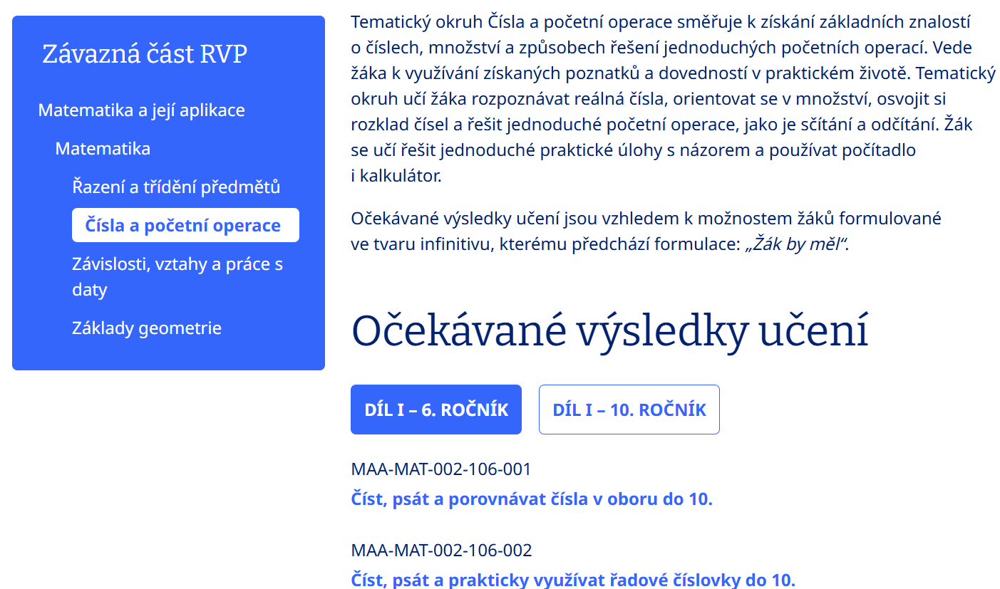 Závazná část RVP
Matematika a její aplikace
Matematika
Řazení a třídění předmětů
Čísla a početní operace
Závislosti, vztahy a práce s
daty
Základy geometrie
Tematický okruh Čísla a početní operace směřuje k získání základních znalostí
o číslech, množství a způsobech řešení jednoduchých početních operací. Vede
žáka k využívání získaných poznatků a dovedností v praktickém životě. Tematický
okruh učí žáka rozpoznávat reálná čísla, orientovat se v množství, osvojit si
rozklad čísel a řešit jednoduché početní operace, jako je sčítání a odčítání. Žák
se učí řešit jednoduché praktické úlohy s názorem a používat počítadlo
i kalkulátor.
Očekávané výsledky učení jsou vzhledem k možnostem žáků formulované
ve tvaru infinitivu, kterému předchází formulace: „Žák by měl“.
Očekávané výsledky učení
DÍL I – 6. ROČNÍK
DÍL I – 10. ROČNÍK
MAA-MAT-002-106-001
Číst, psát a porovnávat čísla v oboru do 10.
MAA-MAT-002-106-002
Číst, psát a prakticky využívat řadové číslovky do 10.